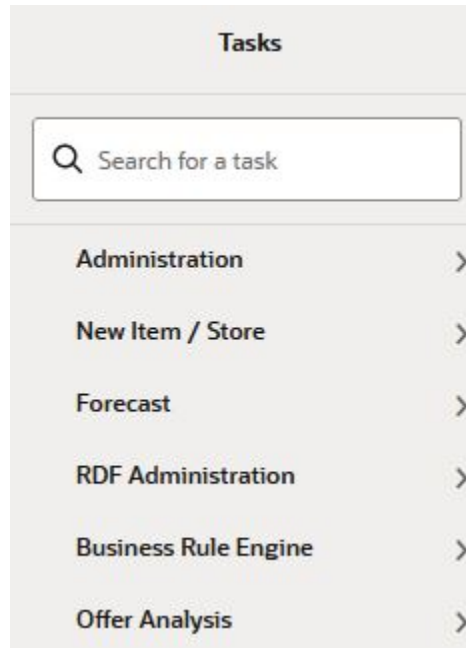 Tasks
Search for a task
Administration
New Item / Store
Forecast
RDF Administration
Business Rule Engine
Offer Analysis